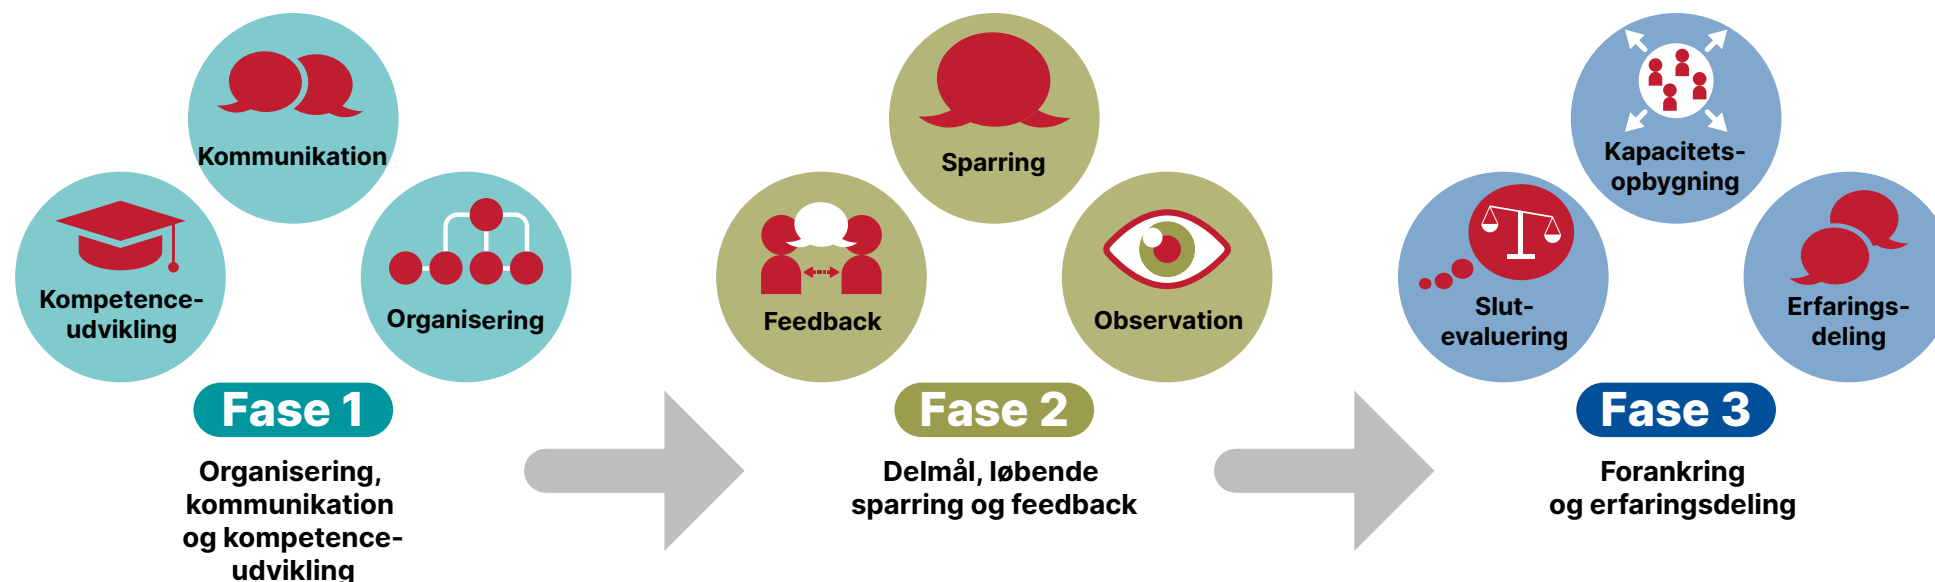 Kommunikation
Kompetence-
udvikling
Organisering
Fase 1
Organisering,
kommunikation
og kompetence-
udvikling
Sparring
Feedback
Observation
Fase 2
Delmål, løbende
sparring og feedback
Kapacitets-
opbygning
Slut-
evaluering
Erfarings-
deling
Fase 3
Forankring
og erfaringsdeling